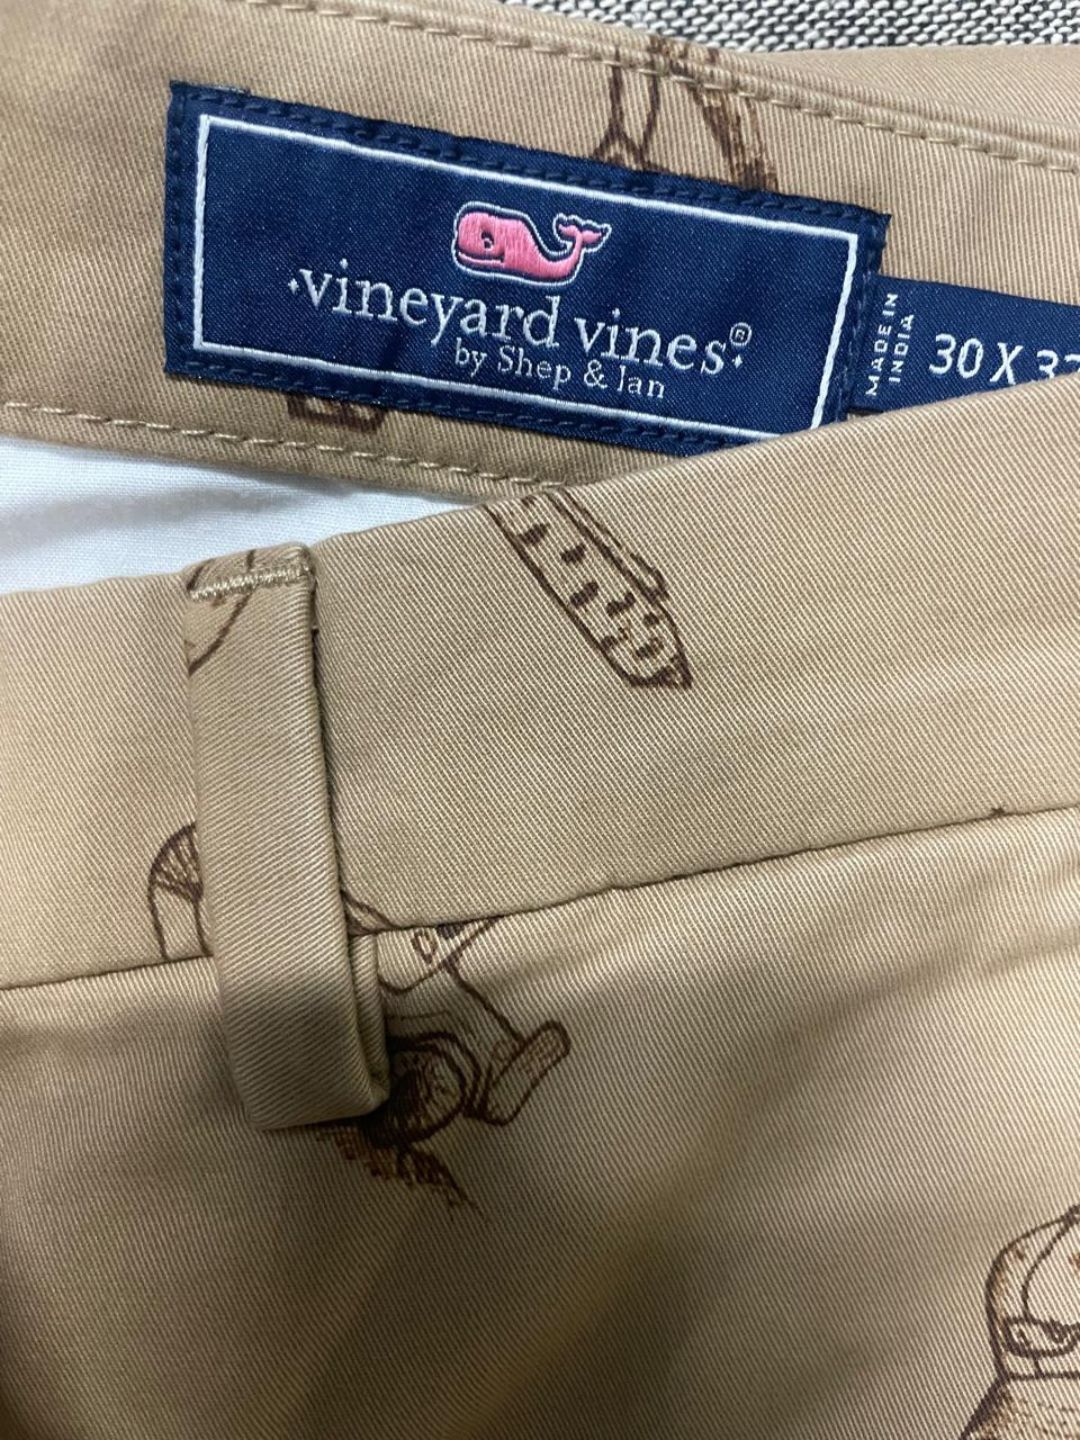 vineyard vines®
by Shep & Ian
MADE IN
INDIA
30 X